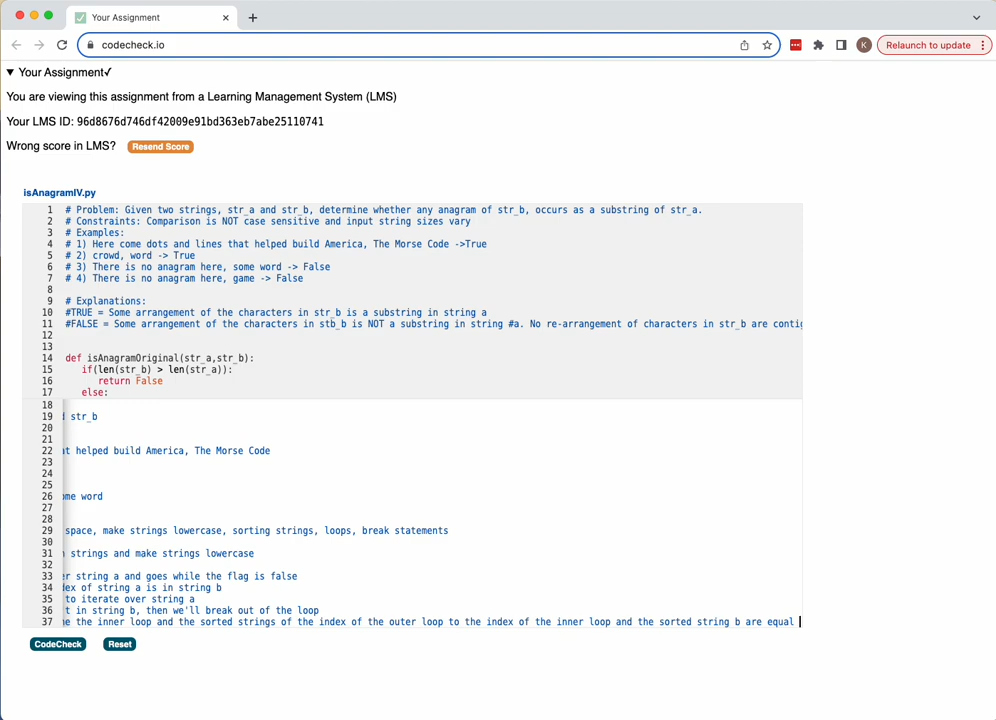 Your Assignment
codecheck.io
K
Relaunch to update
▼ Your Assignment✓
You are viewing this assignment from a Learning Management System (LMS)
Your LMS ID: 96d8676d746df42009e91bd363eb7abe25110741
Wrong score in LMS? Resend Score
isAnagramIV.py
1 # Problem: Given two strings, str_a and str_b, determine whether any anagram of str_b, occurs as a substring of str_a.
2 # Constraints: Comparison is NOT case sensitive and input string sizes vary
3 # Examples:
4 # 1) Here come dots and lines that helped build America, The Morse Code ->True
5 # 2) crowd, word -> True
6 # 3) There is no anagram here, some word -> False
7 # 4) There is no anagram here, game -> False
8
9 # Explanations:
10 #TRUE = Some arrangement of the characters in str_b is a substring in string a
11 #FALSE = Some arrangement of the characters in stb_b is NOT a substring in string #a. No re-arrangement of characters in str_b are contig
12
13
14 def isAnagramOriginal(str_a,str_b):
15 if(len(str_b) > len(str_a)):
16 return False
17 else:
18
19 str_b
20
21
22 at helped build America, The Morse Code
23
24
25
26 ome word
27
28
29 space, make strings lowercase, sorting strings, loops, break statements
30
31 strings and make strings lowercase
32
33 er string a and goes while the flag is false
34 dex of string a is in string b
35 to iterate over string a
36 t in string b, then we'll break out of the loop
37 the inner loop and the sorted strings of the index of the outer loop to the index of the inner loop and the sorted string b are equal
CodeCheck Reset